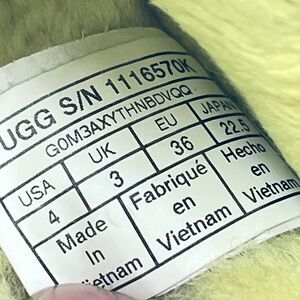 UGG S/N 1116570K
G0M3AXYTHNBDVQQ
USA UK EU JAPAN
4 3 36 22.5
Made In Vietnam
Fabriqué en Vietnam
Hecho en Vietnam